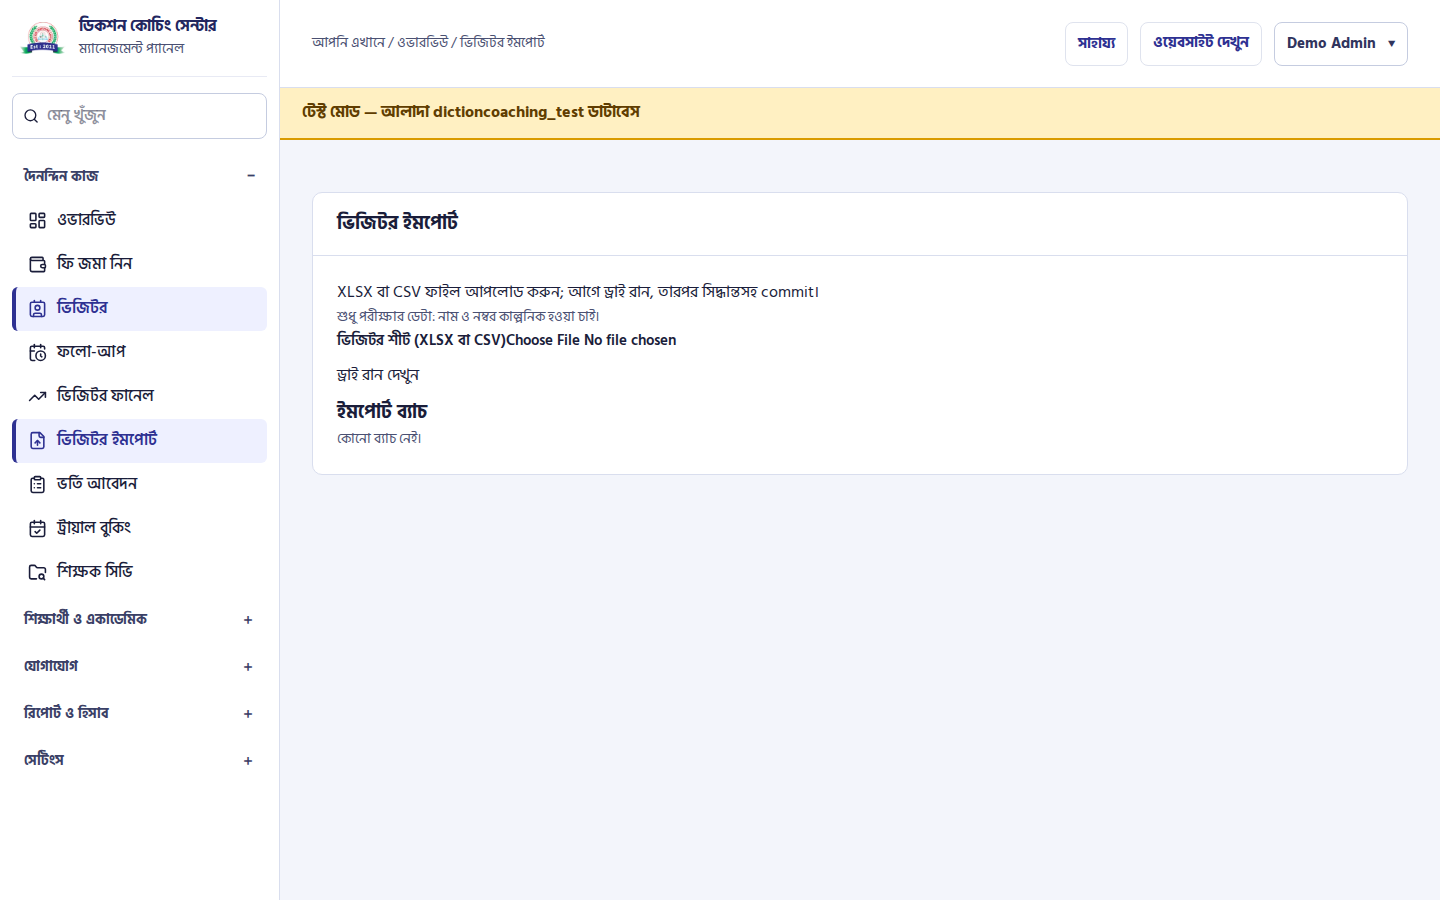 ডিকশন কোচিং সেন্টার
ম্যানেজমেন্ট প্যানেল
Est : 2011
মেনু খুঁজুন
দৈনন্দিন কাজ −
ওভারভিউ
ফি জমা নিন
ভিজিটর
ফলো-আপ
ভিজিটর ফানেল
ভিজিটর ইমপোর্ট
ভর্তি আবেদন
ট্রায়াল বুকিং
শিক্ষক সিভি
শিক্ষার্থী ও একাডেমিক +
যোগাযোগ +
রিপোর্ট ও হিসাব +
সেটিংস +
আপনি এখানে / ওভারভিউ / ভিজিটর ইমপোর্ট
সাহায্য
ওয়েবসাইট দেখুন
Demo Admin ▾
টেস্ট মোড — আলাদা dictioncoaching_test ডাটাবেস
ভিজিটর ইমপোর্ট
XLSX বা CSV ফাইল আপলোড করুন; আগে ড্রাই রান, তারপর সিদ্ধান্তসহ commit।
শুধু পরীক্ষার ডেটা: নাম ও নম্বর কাল্পনিক হওয়া চাই।
ভিজিটর শীট (XLSX বা CSV)Choose File No file chosen
ড্রাই রান দেখুন
ইমপোর্ট ব্যাচ
কোনো ব্যাচ নেই।